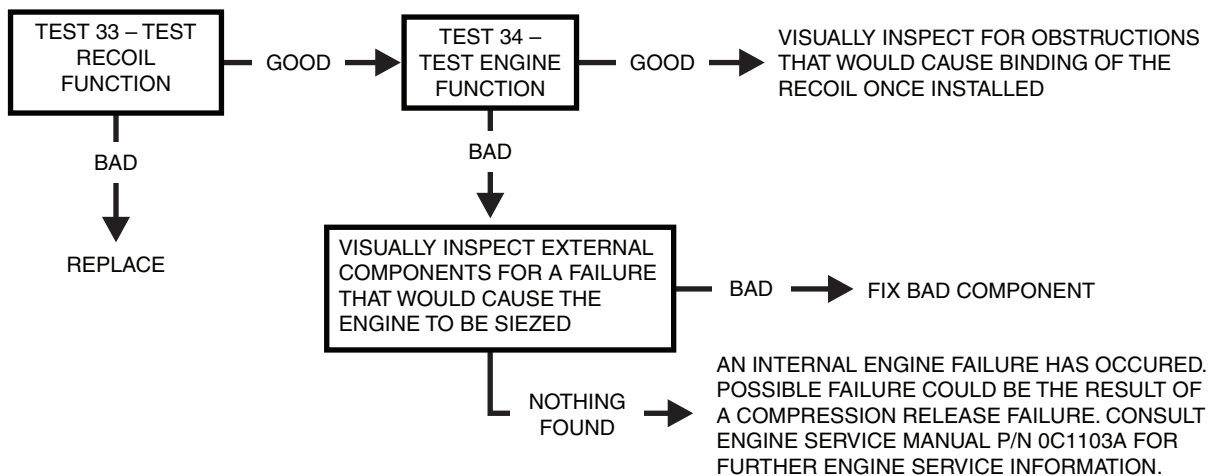 TEST 33 – TEST
RECOIL
FUNCTION
GOOD
TEST 34 –
TEST ENGINE
FUNCTION
GOOD
VISUALLY INSPECT FOR OBSTRUCTIONS
THAT WOULD CAUSE BINDING OF THE
RECOIL ONCE INSTALLED
BAD
REPLACE
BAD
VISUALLY INSPECT EXTERNAL
COMPONENTS FOR A FAILURE
THAT WOULD CAUSE THE
ENGINE TO BE SIEZED
BAD
FIX BAD COMPONENT
NOTHING
FOUND
AN INTERNAL ENGINE FAILURE HAS OCCURED.
POSSIBLE FAILURE COULD BE THE RESULT OF
A COMPRESSION RELEASE FAILURE. CONSULT
ENGINE SERVICE MANUAL P/N 0C1103A FOR
FURTHER ENGINE SERVICE INFORMATION.